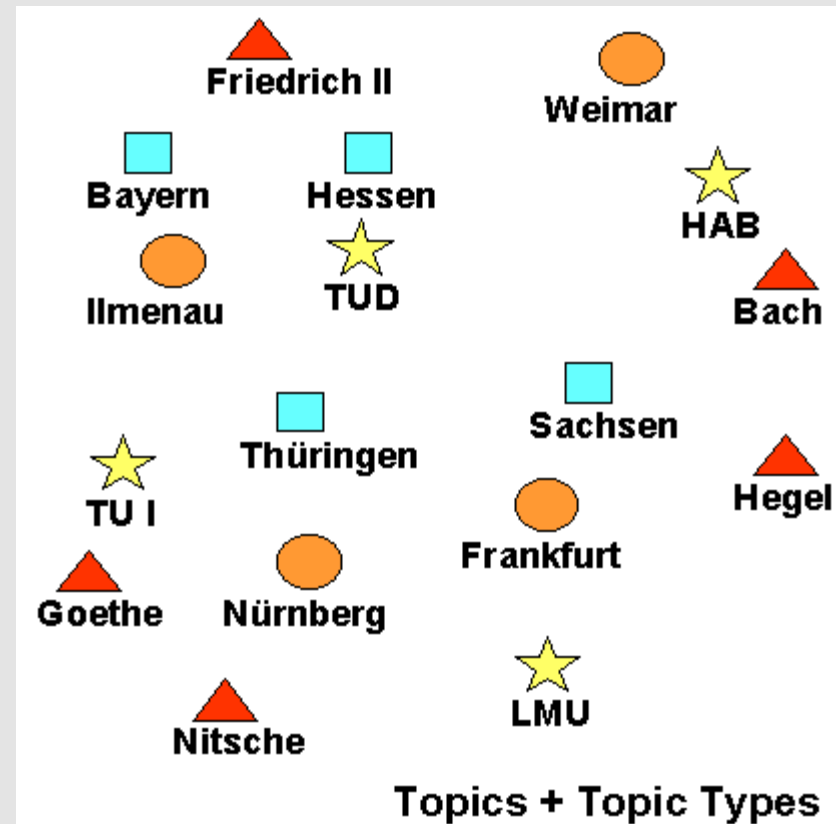 Friedrich II
Weimar
Bayern
Hessen
HAB
Ilmenau
TUD
Bach
Thüringen
Sachsen
TU I
Hegel
Frankfurt
Goethe
Nürnberg
Nitsche
LMU
Topics + Topic Types